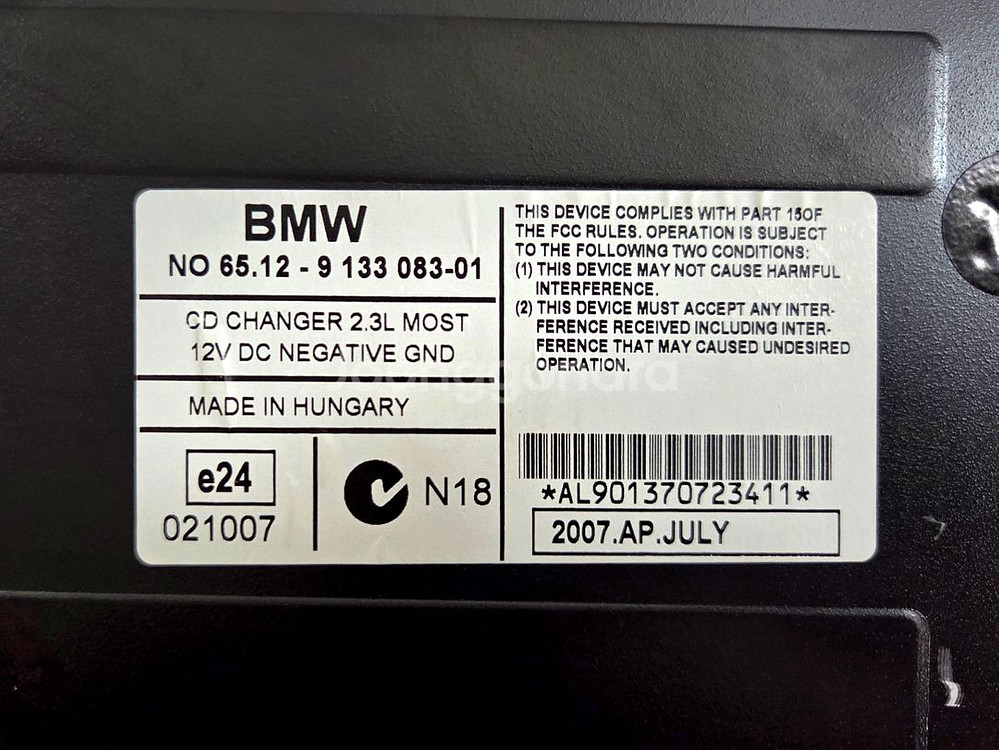 BMW
NO 65.12 - 9 133 083-01
CD CHANGER 2.3L MOST
12V DC NEGATIVE GND
MADE IN HUNGARY
e24
021007
N18
THIS DEVICE COMPLIES WITH PART 15OF
THE FCC RULES. OPERATION IS SUBJECT
TO THE FOLLOWING TWO CONDITIONS:
(1) THIS DEVICE MAY NOT CAUSE HARMFUL
INTERFERENCE.
(2) THIS DEVICE MUST ACCEPT ANY INTER-
FERENCE RECEIVED INCLUDING INTER-
FERENCE THAT MAY CAUSED UNDESIRED
OPERATION.
*AL901370723411*
2007.AP.JULY
joonggonara